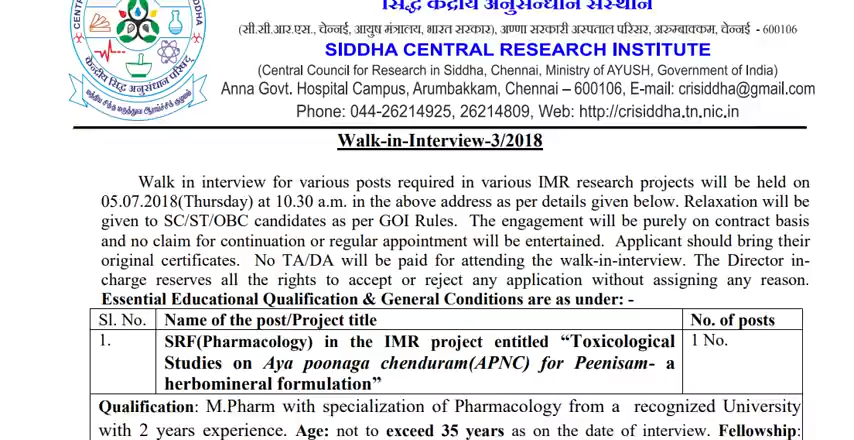 सिद्ध केंद्रीय अनुसन्धान संस्थान
(सी.सी.आर.एस., चेन्नई, आयुष मंत्रालय, भारत सरकार), अण्णा सरकारी अस्पताल परिसर, अरुम्बाक्कम, चेन्नई - 600106
SIDDHA CENTRAL RESEARCH INSTITUTE
(Central Council for Research in Siddha, Chennai, Ministry of AYUSH, Government of India)
Anna Govt. Hospital Campus, Arumbakkam, Chennai – 600106, E-mail: crisiddha@gmail.com
Phone: 044-26214925, 26214809, Web: http://crisiddha.tn.nic.in
SIDDHA
केन्द्रीय सिद्ध अनुसंधान परिषद
Walk-in-Interview-3/2018
Walk in interview for various posts required in various IMR research projects will be held on
05.07.2018(Thursday) at 10.30 a.m. in the above address as per details given below. Relaxation will be
given to SC/ST/OBC candidates as per GOI Rules. The engagement will be purely on contract basis
and no claim for continuation or regular appointment will be entertained. Applicant should bring their
original certificates. No TA/DA will be paid for attending the walk-in-interview. The Director in-
charge reserves all the rights to accept or reject any application without assigning any reason.
Essential Educational Qualification & General Conditions are as under: -
Sl. No. Name of the post/Project title No. of posts
1. SRF(Pharmacology) in the IMR project entitled “Toxicological 1 No.
Studies on Aya poonaga chenduram(APNC) for Peenisam- a
herbomineral formulation”
Qualification: M.Pharm with specialization of Pharmacology from a recognized University
with 2 years experience. Age: not to exceed 35 years as on the date of interview. Fellowship: